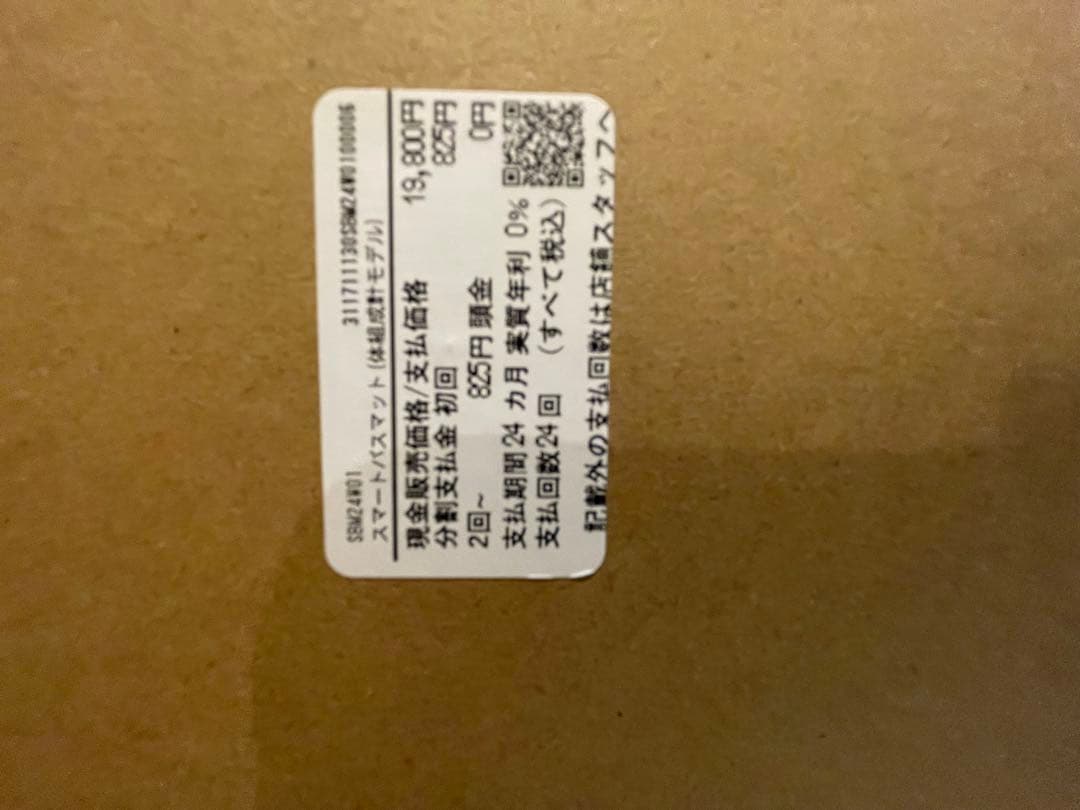 SBM24W01 3117111130SBM24W01000006
スマートバスマット(体組成計モデル)
現金販売価格/支払価格 19,800円
分割支払金 初回 825円
2回~ 825円 頭金 0円
支払期間24カ月 実質年利 0%
支払回数24回 (すべて税込)
記載外の支払回数は店舗スタッフへ